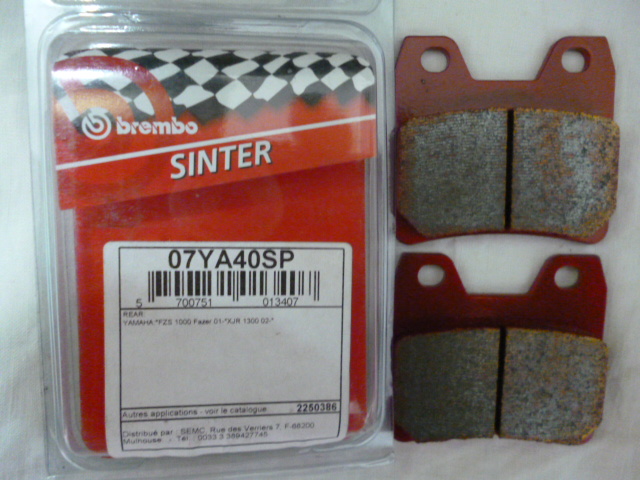 brembo
SINTER
07YA40SP
5 700751 013407
REAR:
YAMAHA:*FZS 1000 Fazer 01-*XJR 1300 02-*
Autres applications - voir le catalogue 2250386
Distribué par : SEMC, Rue des Verriers 7, F-68200
Mulhouse. - Tel : 0033 3 389427745